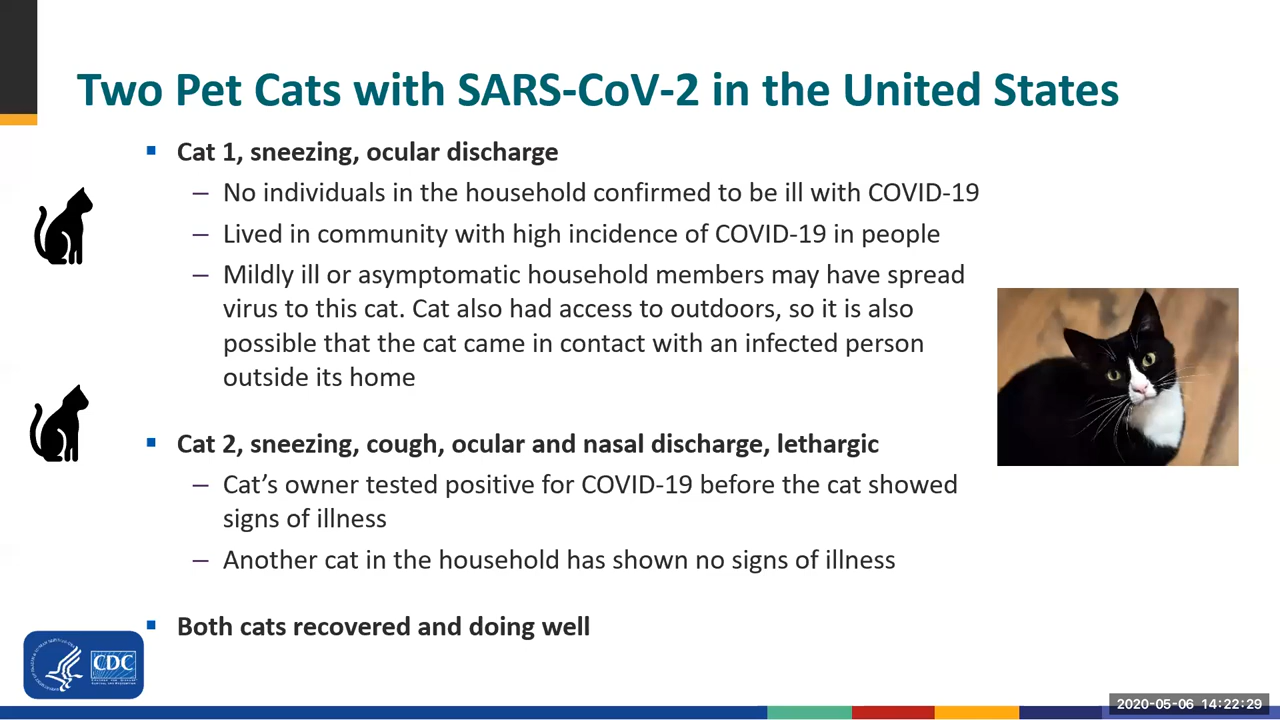 Two Pet Cats with SARS-CoV-2 in the United States
▪ Cat 1, sneezing, ocular discharge
– No individuals in the household confirmed to be ill with COVID-19
– Lived in community with high incidence of COVID-19 in people
– Mildly ill or asymptomatic household members may have spread
virus to this cat. Cat also had access to outdoors, so it is also
possible that the cat came in contact with an infected person
outside its home
▪ Cat 2, sneezing, cough, ocular and nasal discharge, lethargic
– Cat’s owner tested positive for COVID-19 before the cat showed
signs of illness
– Another cat in the household has shown no signs of illness
▪ Both cats recovered and doing well
CDC
2020-05-06 14:22:29